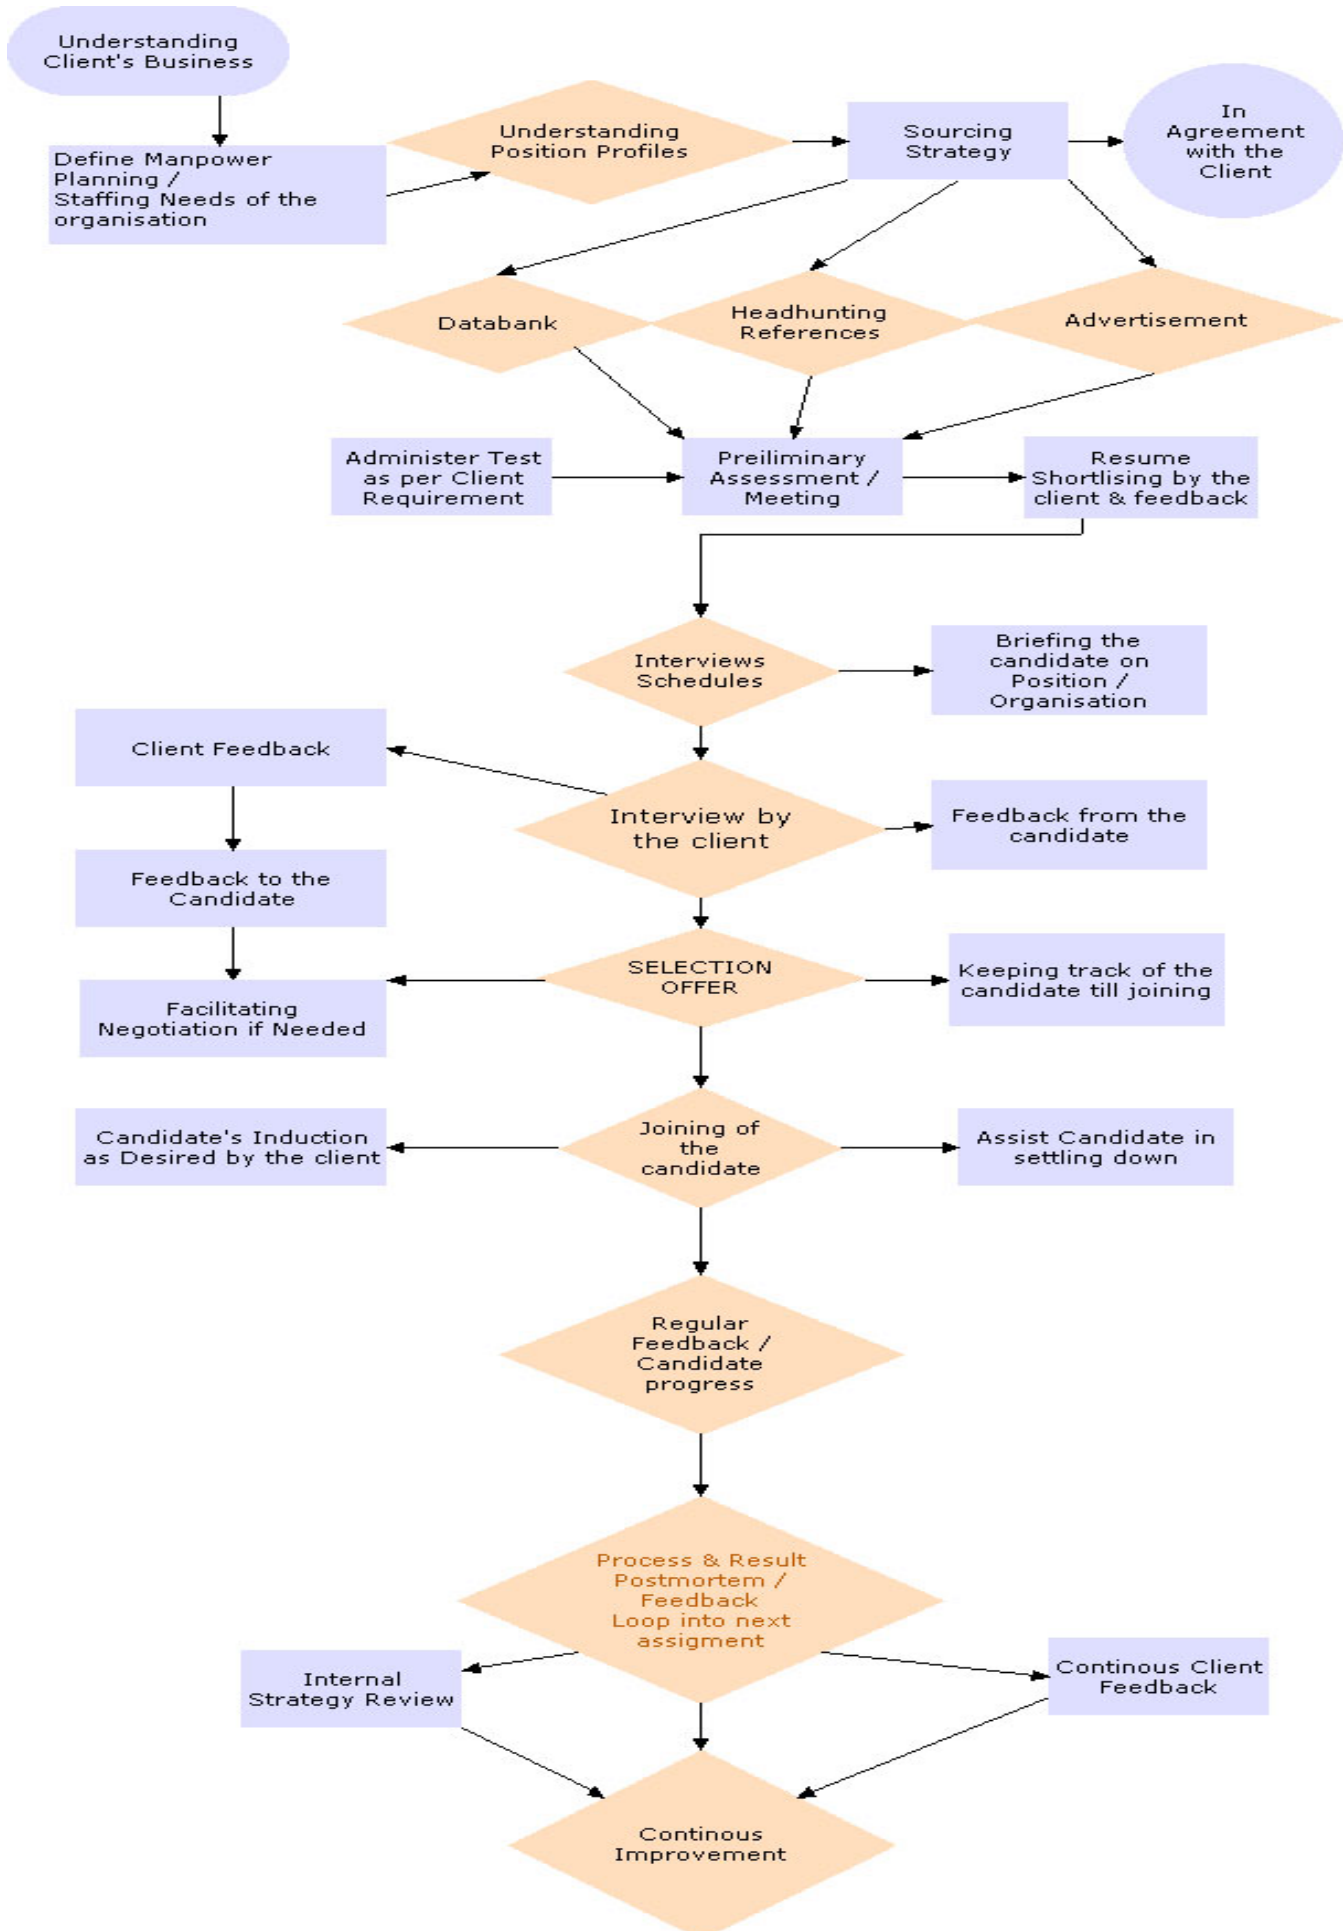 Understanding
Client's Business
Understanding
Position Profiles
Sourcing
Strategy
In
Agreement
with the
Client
Define Manpower
Planning /
Staffing Needs of the
organisation
Databank
Headhunting
References
Advertisement
Administer Test
as per Client
Requirement
Preiliminary
Assessment /
Meeting
Resume
Shortlising by the
client & feedback
Interviews
Schedules
Briefing the
candidate on
Position /
Organisation
Client Feedback
Interview by
the client
Feedback from the
candidate
Feedback to the
Candidate
SELECTION
OFFER
Keeping track of the
candidate till joining
Facilitating
Negotiation if Needed
Candidate's Induction
as Desired by the client
Joining of
the
candidate
Assist Candidate in
settling down
Regular
Feedback /
Candidate
progress
Process & Result
Postmortem /
Feedback
Loop into next
assigment
Internal
Strategy Review
Continous Client
Feedback
Continous
Improvement